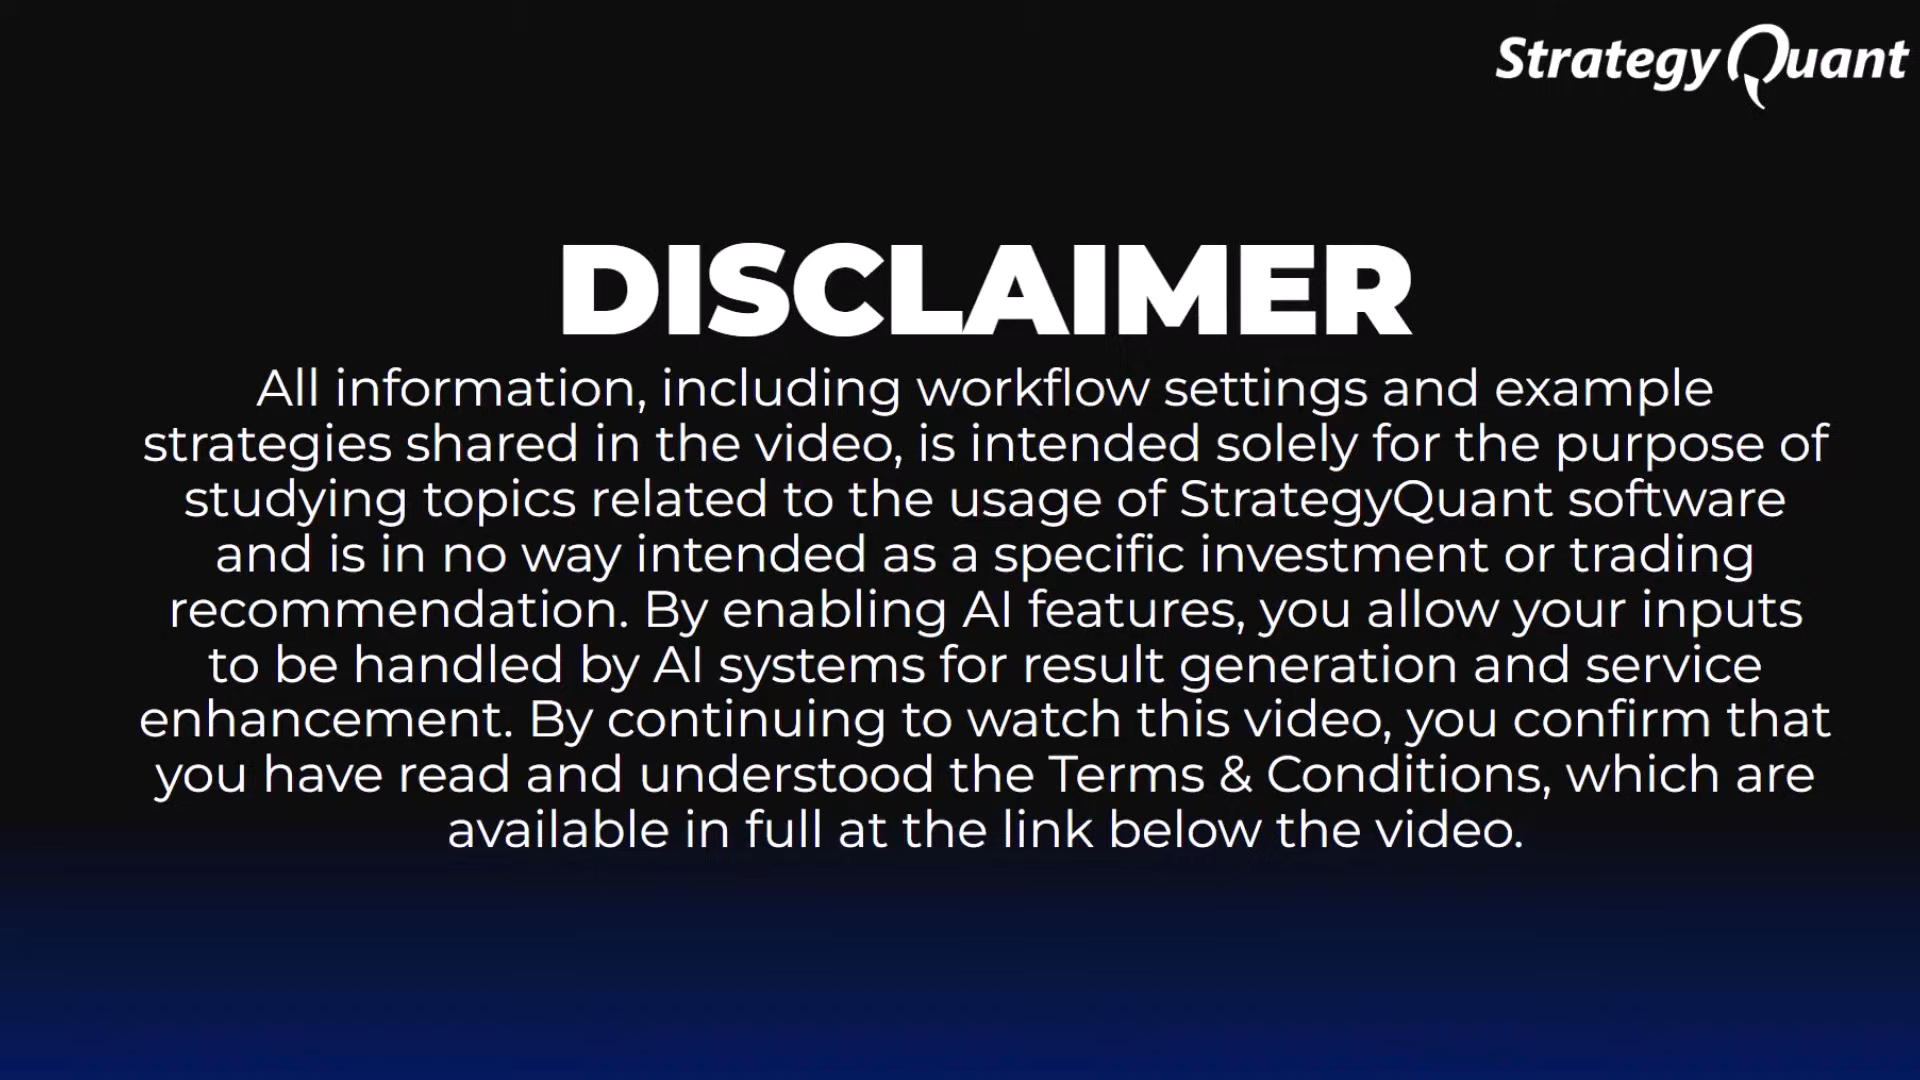 StrategyQuant
DISCLAIMER
All information, including workflow settings and example
strategies shared in the video, is intended solely for the purpose of
studying topics related to the usage of StrategyQuant software
and is in no way intended as a specific investment or trading
recommendation. By enabling AI features, you allow your inputs
to be handled by AI systems for result generation and service
enhancement. By continuing to watch this video, you confirm that
you have read and understood the Terms & Conditions, which are
available in full at the link below the video.